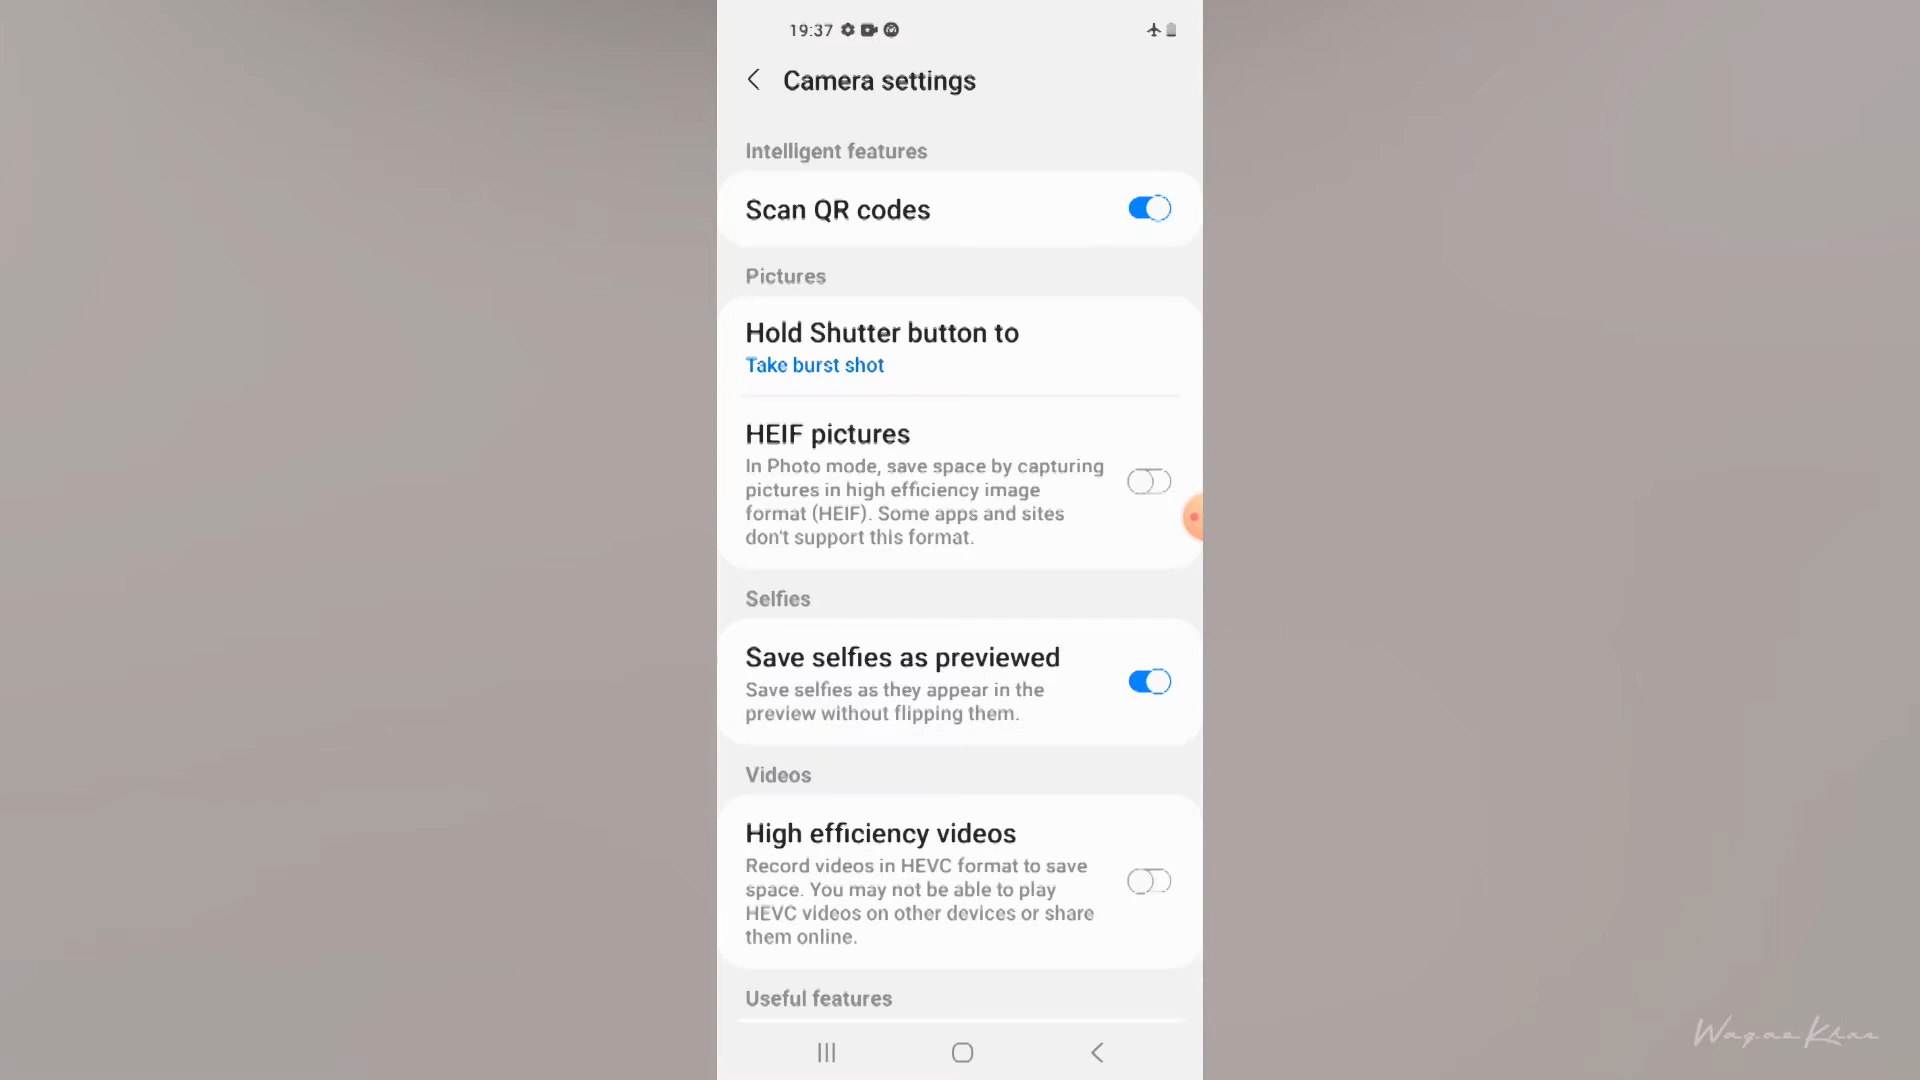 19:37
Camera settings
Intelligent features
Scan QR codes
Pictures
Hold Shutter button to
Take burst shot
HEIF pictures
In Photo mode, save space by capturing
pictures in high efficiency image
format (HEIF). Some apps and sites
don't support this format.
Selfies
Save selfies as previewed
Save selfies as they appear in the
preview without flipping them.
Videos
High efficiency videos
Record videos in HEVC format to save
space. You may not be able to play
HEVC videos on other devices or share
them online.
Useful features
Waqas Khan